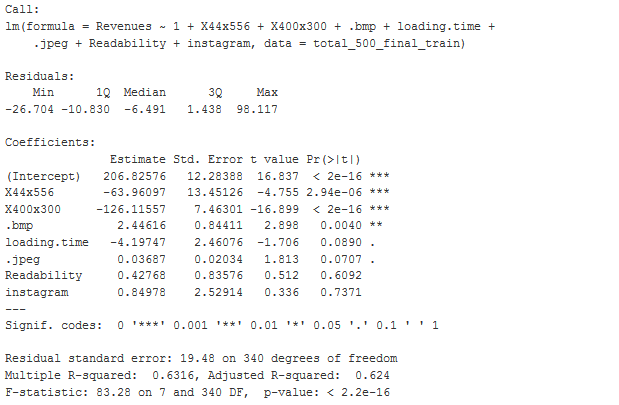 Call:
lm(formula = Revenues ~ 1 + X44x556 + X400x300 + .bmp + loading.time +
    .jpeg + Readability + instagram, data = total_500_final_train)
Residuals:
    Min      1Q  Median      3Q     Max
-26.704 -10.830  -6.491   1.438  98.117
Coefficients:
               Estimate Std. Error t value Pr(>|t|)
(Intercept)   206.82576   12.28388  16.837  < 2e-16 ***
X44x556       -63.96097   13.45126  -4.755 2.94e-06 ***
X400x300     -126.11557    7.46301 -16.899  < 2e-16 ***
.bmp            2.44616    0.84411   2.898   0.0040 **
loading.time   -4.19747    2.46076  -1.706   0.0890 .
.jpeg           0.03687    0.02034   1.813   0.0707 .
Readability     0.42768    0.83576   0.512   0.6092
instagram       0.84978    2.52914   0.336   0.7371
---
Signif. codes:  0 '***' 0.001 '**' 0.01 '*' 0.05 '.' 0.1 ' ' 1
Residual standard error: 19.48 on 340 degrees of freedom
Multiple R-squared:  0.6316, Adjusted R-squared:  0.624
F-statistic: 83.28 on 7 and 340 DF,  p-value: < 2.2e-16